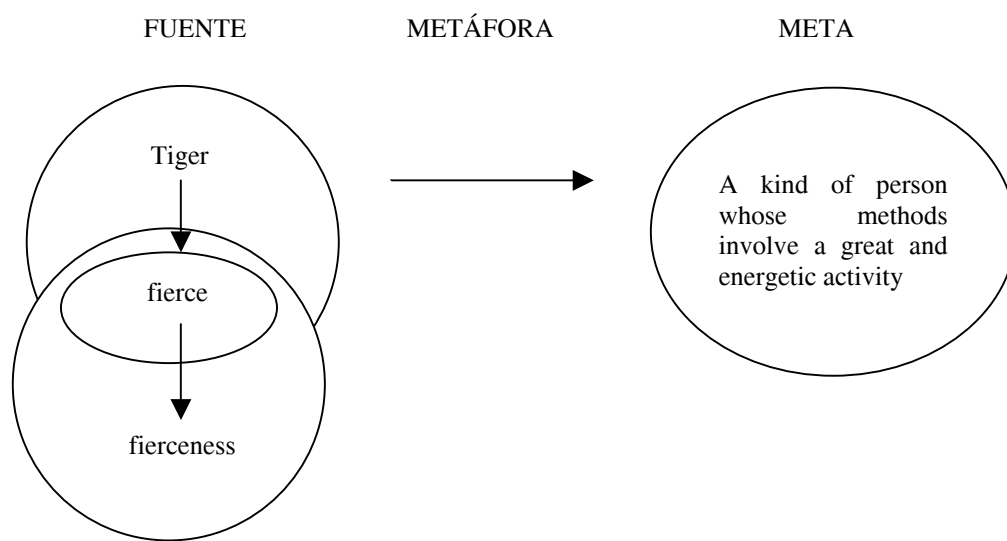 FUENTE METÁFORA META
Tiger
fierce
fierceness
A kind of person
whose methods
involve a great and
energetic activity